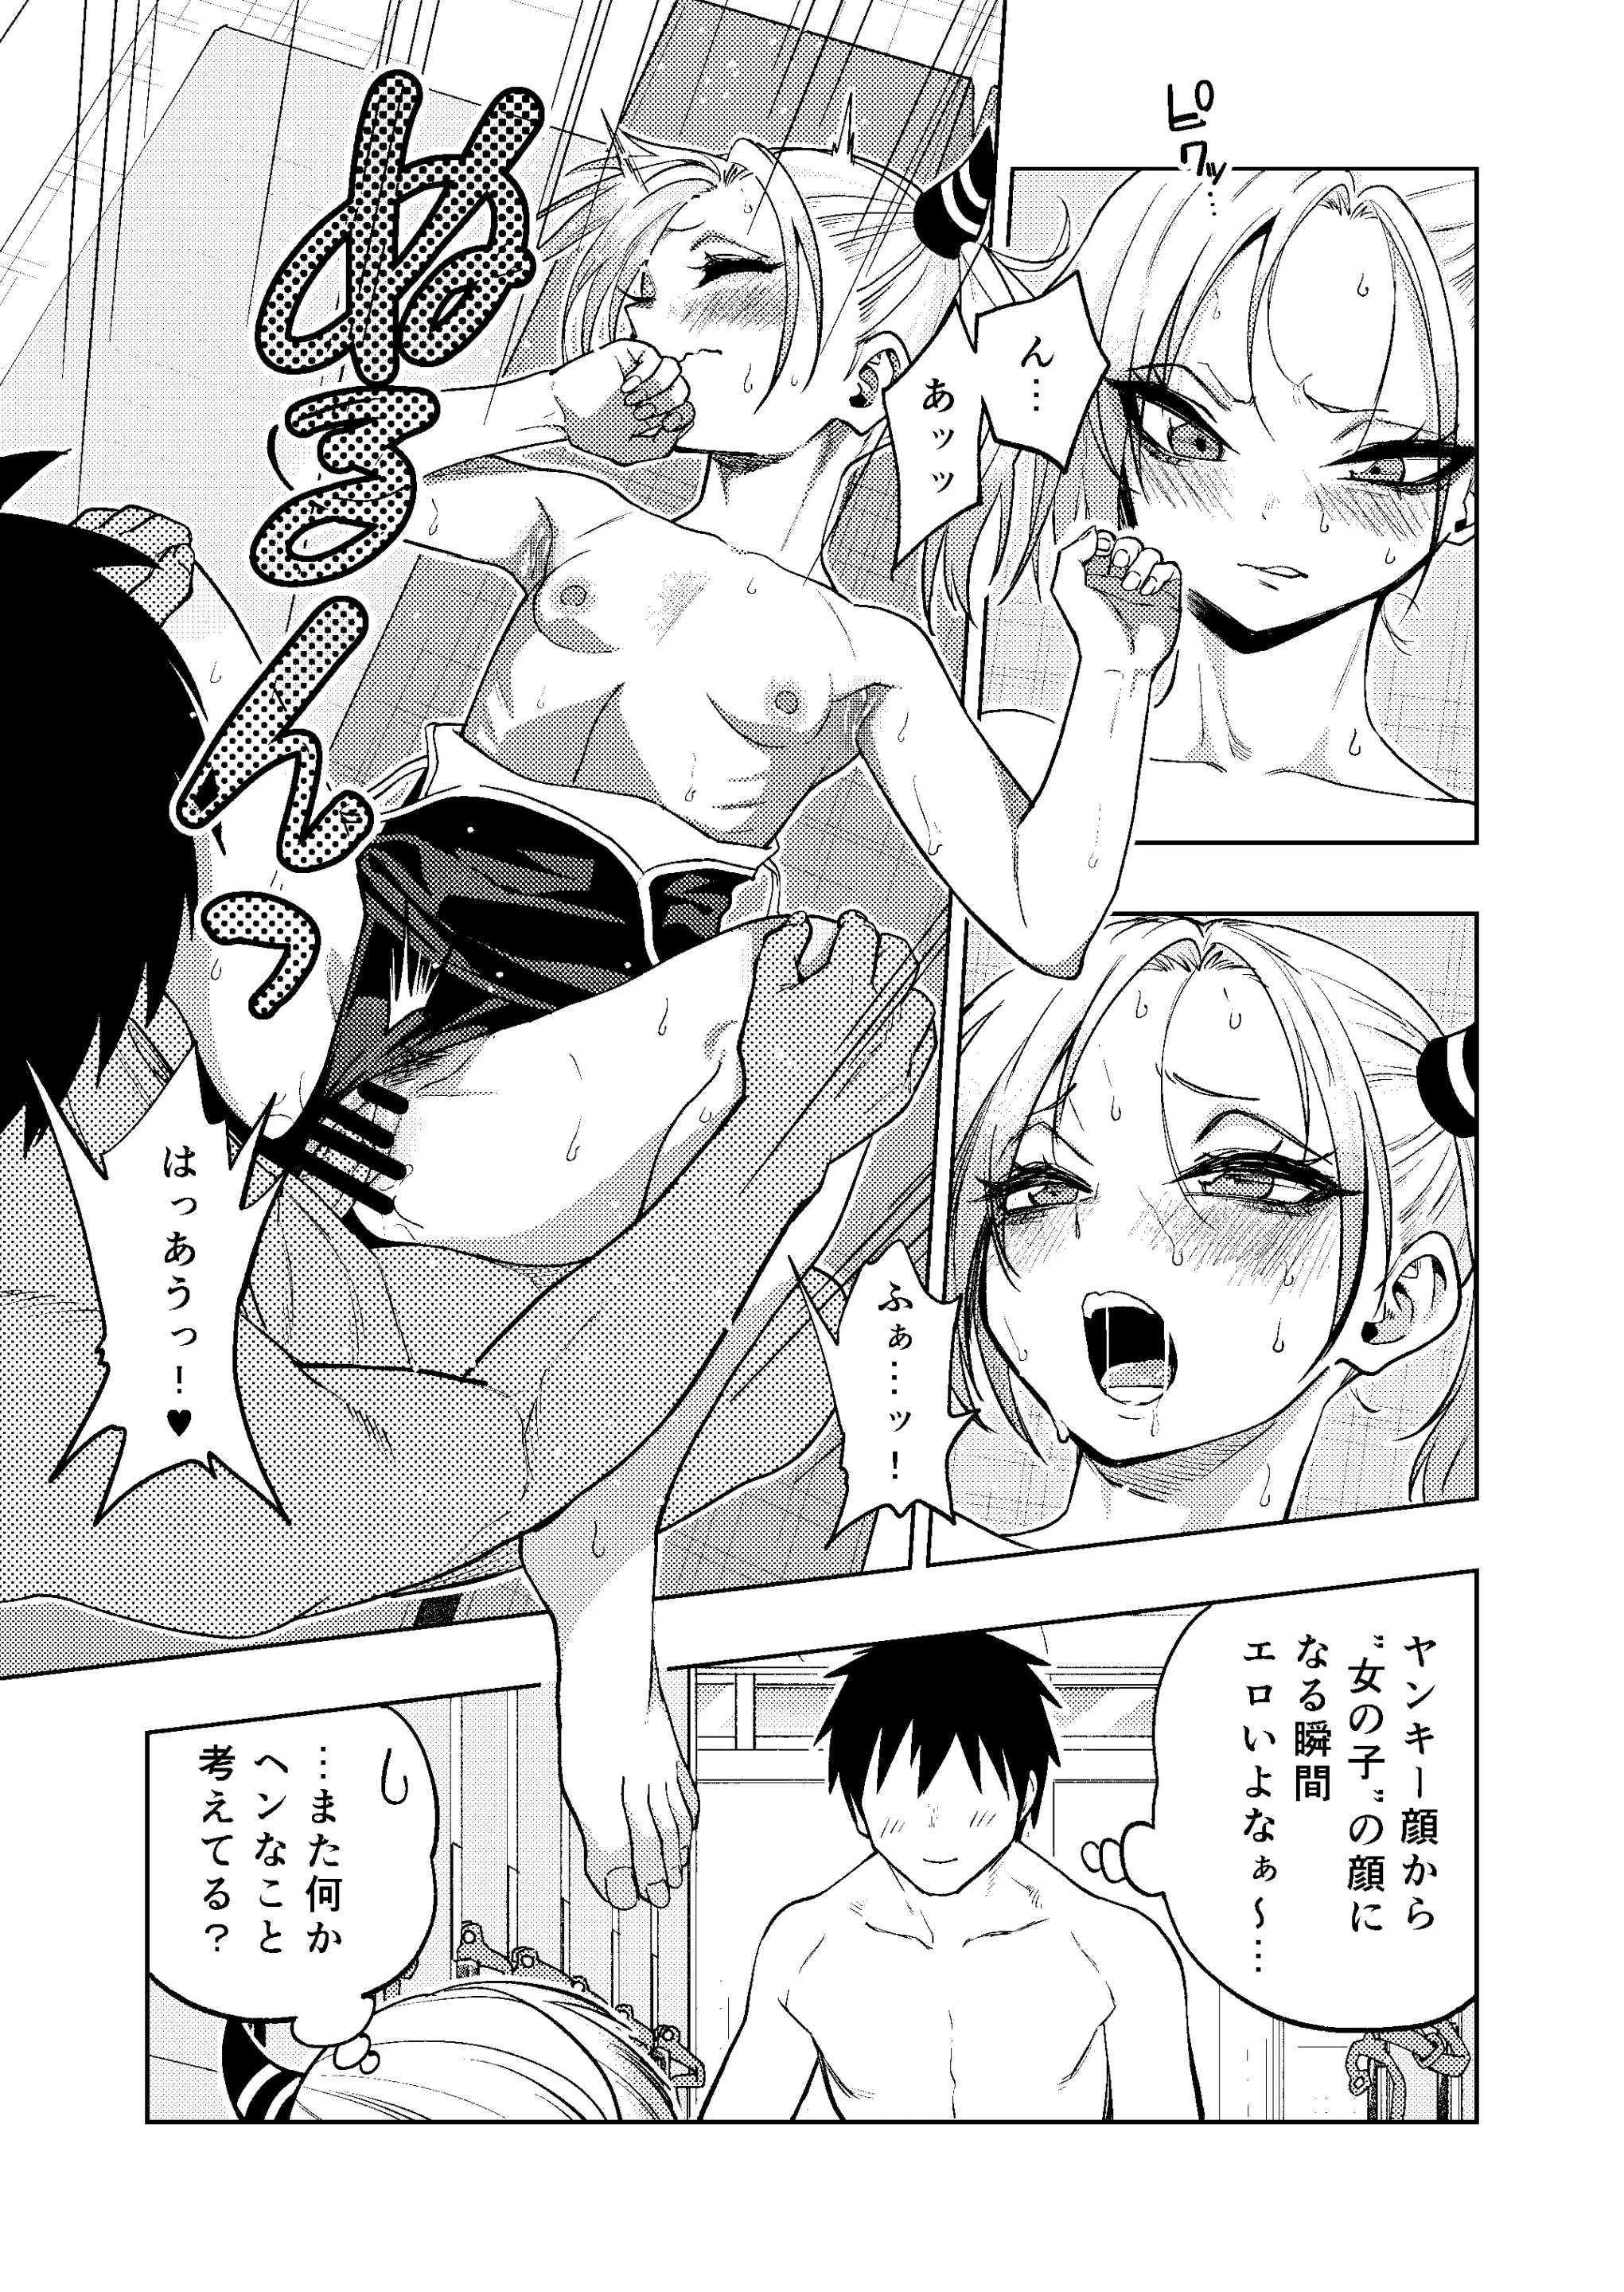 ピクッ…
ん…
あッッ
ぬるんっ
ふぁ…ッ！
はっあうっ！♥
ヤンキー顔から
〝女の子〟の顔に
なる瞬間
エロいよなぁ～…
…また何か
ヘンなこと
考えてる？